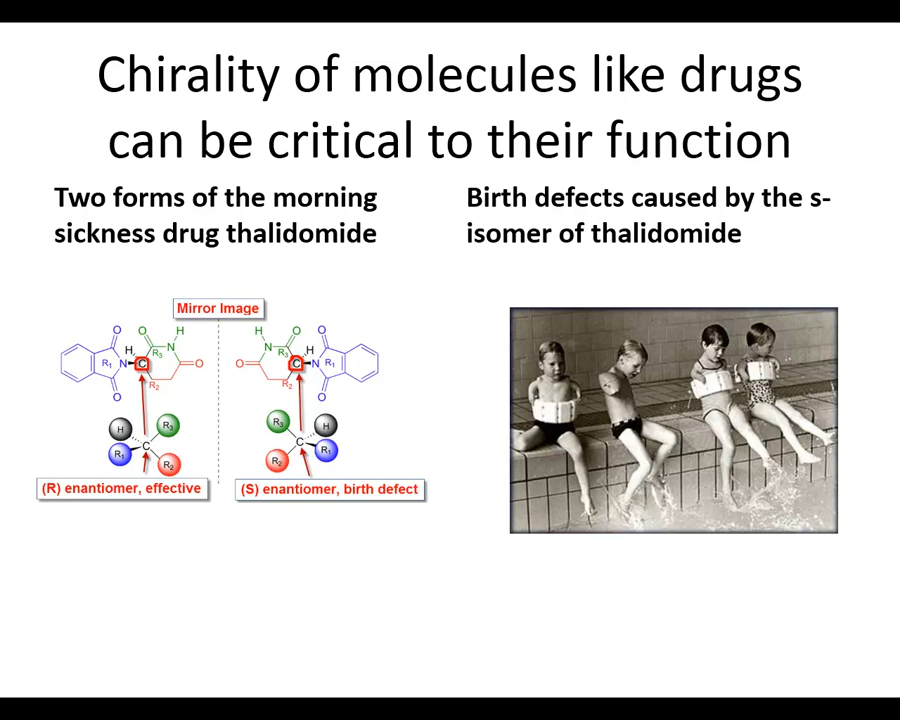 Chirality of molecules like drugs
can be critical to their function
Two forms of the morning
sickness drug thalidomide
Birth defects caused by the s-
isomer of thalidomide
Mirror Image
O O H H O O
R₃ N N R₃
H H
R₁ N C O O C N R₁
R₂ R₂
O O
H R₃ R₃ H
C C
R₁ R₂ R₂ R₁
(R) enantiomer, effective
(S) enantiomer, birth defect